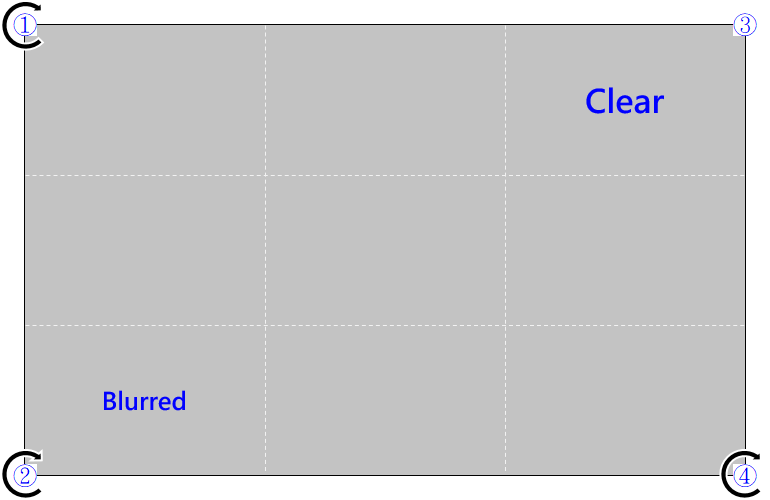 ① ③
Clear
Blurred
② ④